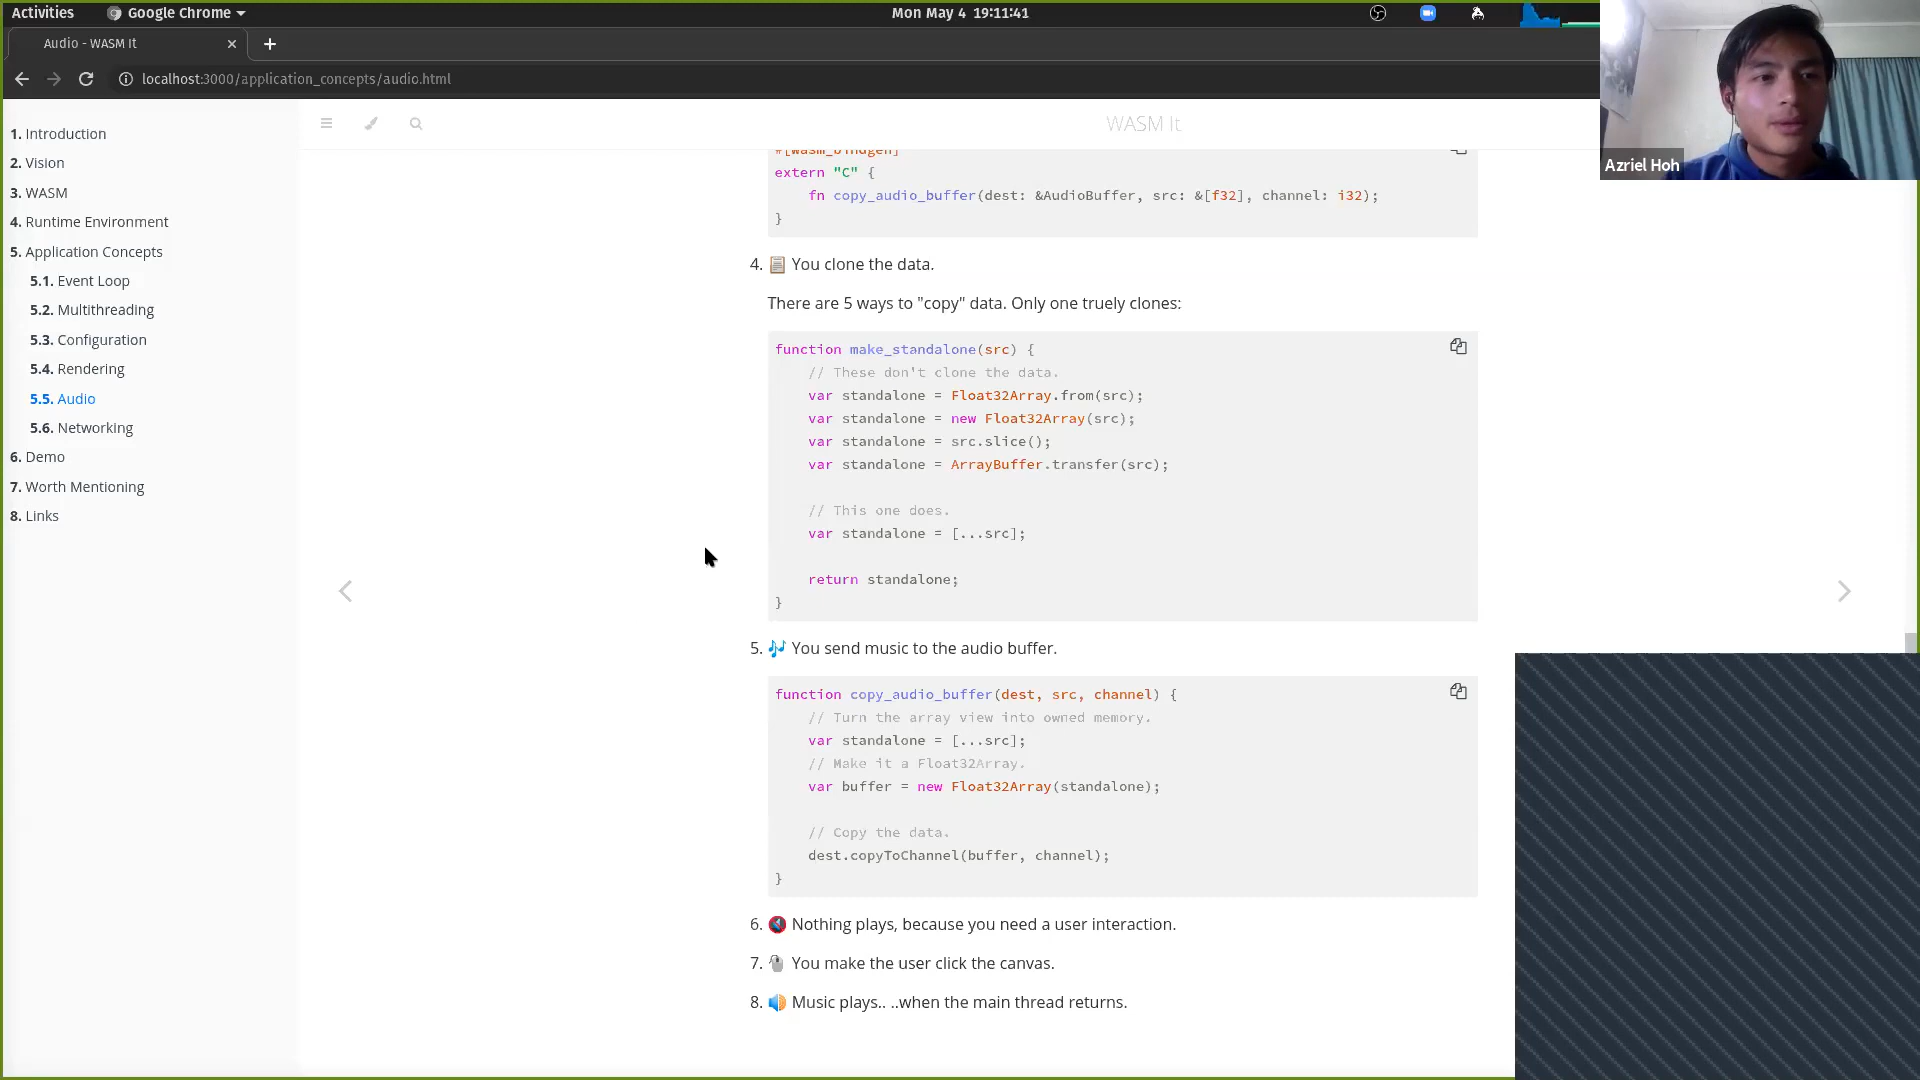 Activities
Google Chrome
Mon May 4 19:11:41
Audio - WASM It
localhost:3000/application_concepts/audio.html
Azriel Hoh
1. Introduction
2. Vision
3. WASM
4. Runtime Environment
5. Application Concepts
5.1. Event Loop
5.2. Multithreading
5.3. Configuration
5.4. Rendering
5.5. Audio
5.6. Networking
6. Demo
7. Worth Mentioning
8. Links
WASM It
#[wasm_bindgen]
extern "C" {
fn copy_audio_buffer(dest: &AudioBuffer, src: &[f32], channel: i32);
}
4. 📋 You clone the data.
There are 5 ways to "copy" data. Only one truely clones:
function make_standalone(src) {
// These don't clone the data.
var standalone = Float32Array.from(src);
var standalone = new Float32Array(src);
var standalone = src.slice();
var standalone = ArrayBuffer.transfer(src);
// This one does.
var standalone = [...src];
return standalone;
}
5. 🎶 You send music to the audio buffer.
function copy_audio_buffer(dest, src, channel) {
// Turn the array view into owned memory.
var standalone = [...src];
// Make it a Float32Array.
var buffer = new Float32Array(standalone);
// Copy the data.
dest.copyToChannel(buffer, channel);
}
6. 🔇 Nothing plays, because you need a user interaction.
7. 🖱️ You make the user click the canvas.
8. 🔊 Music plays.. ..when the main thread returns.